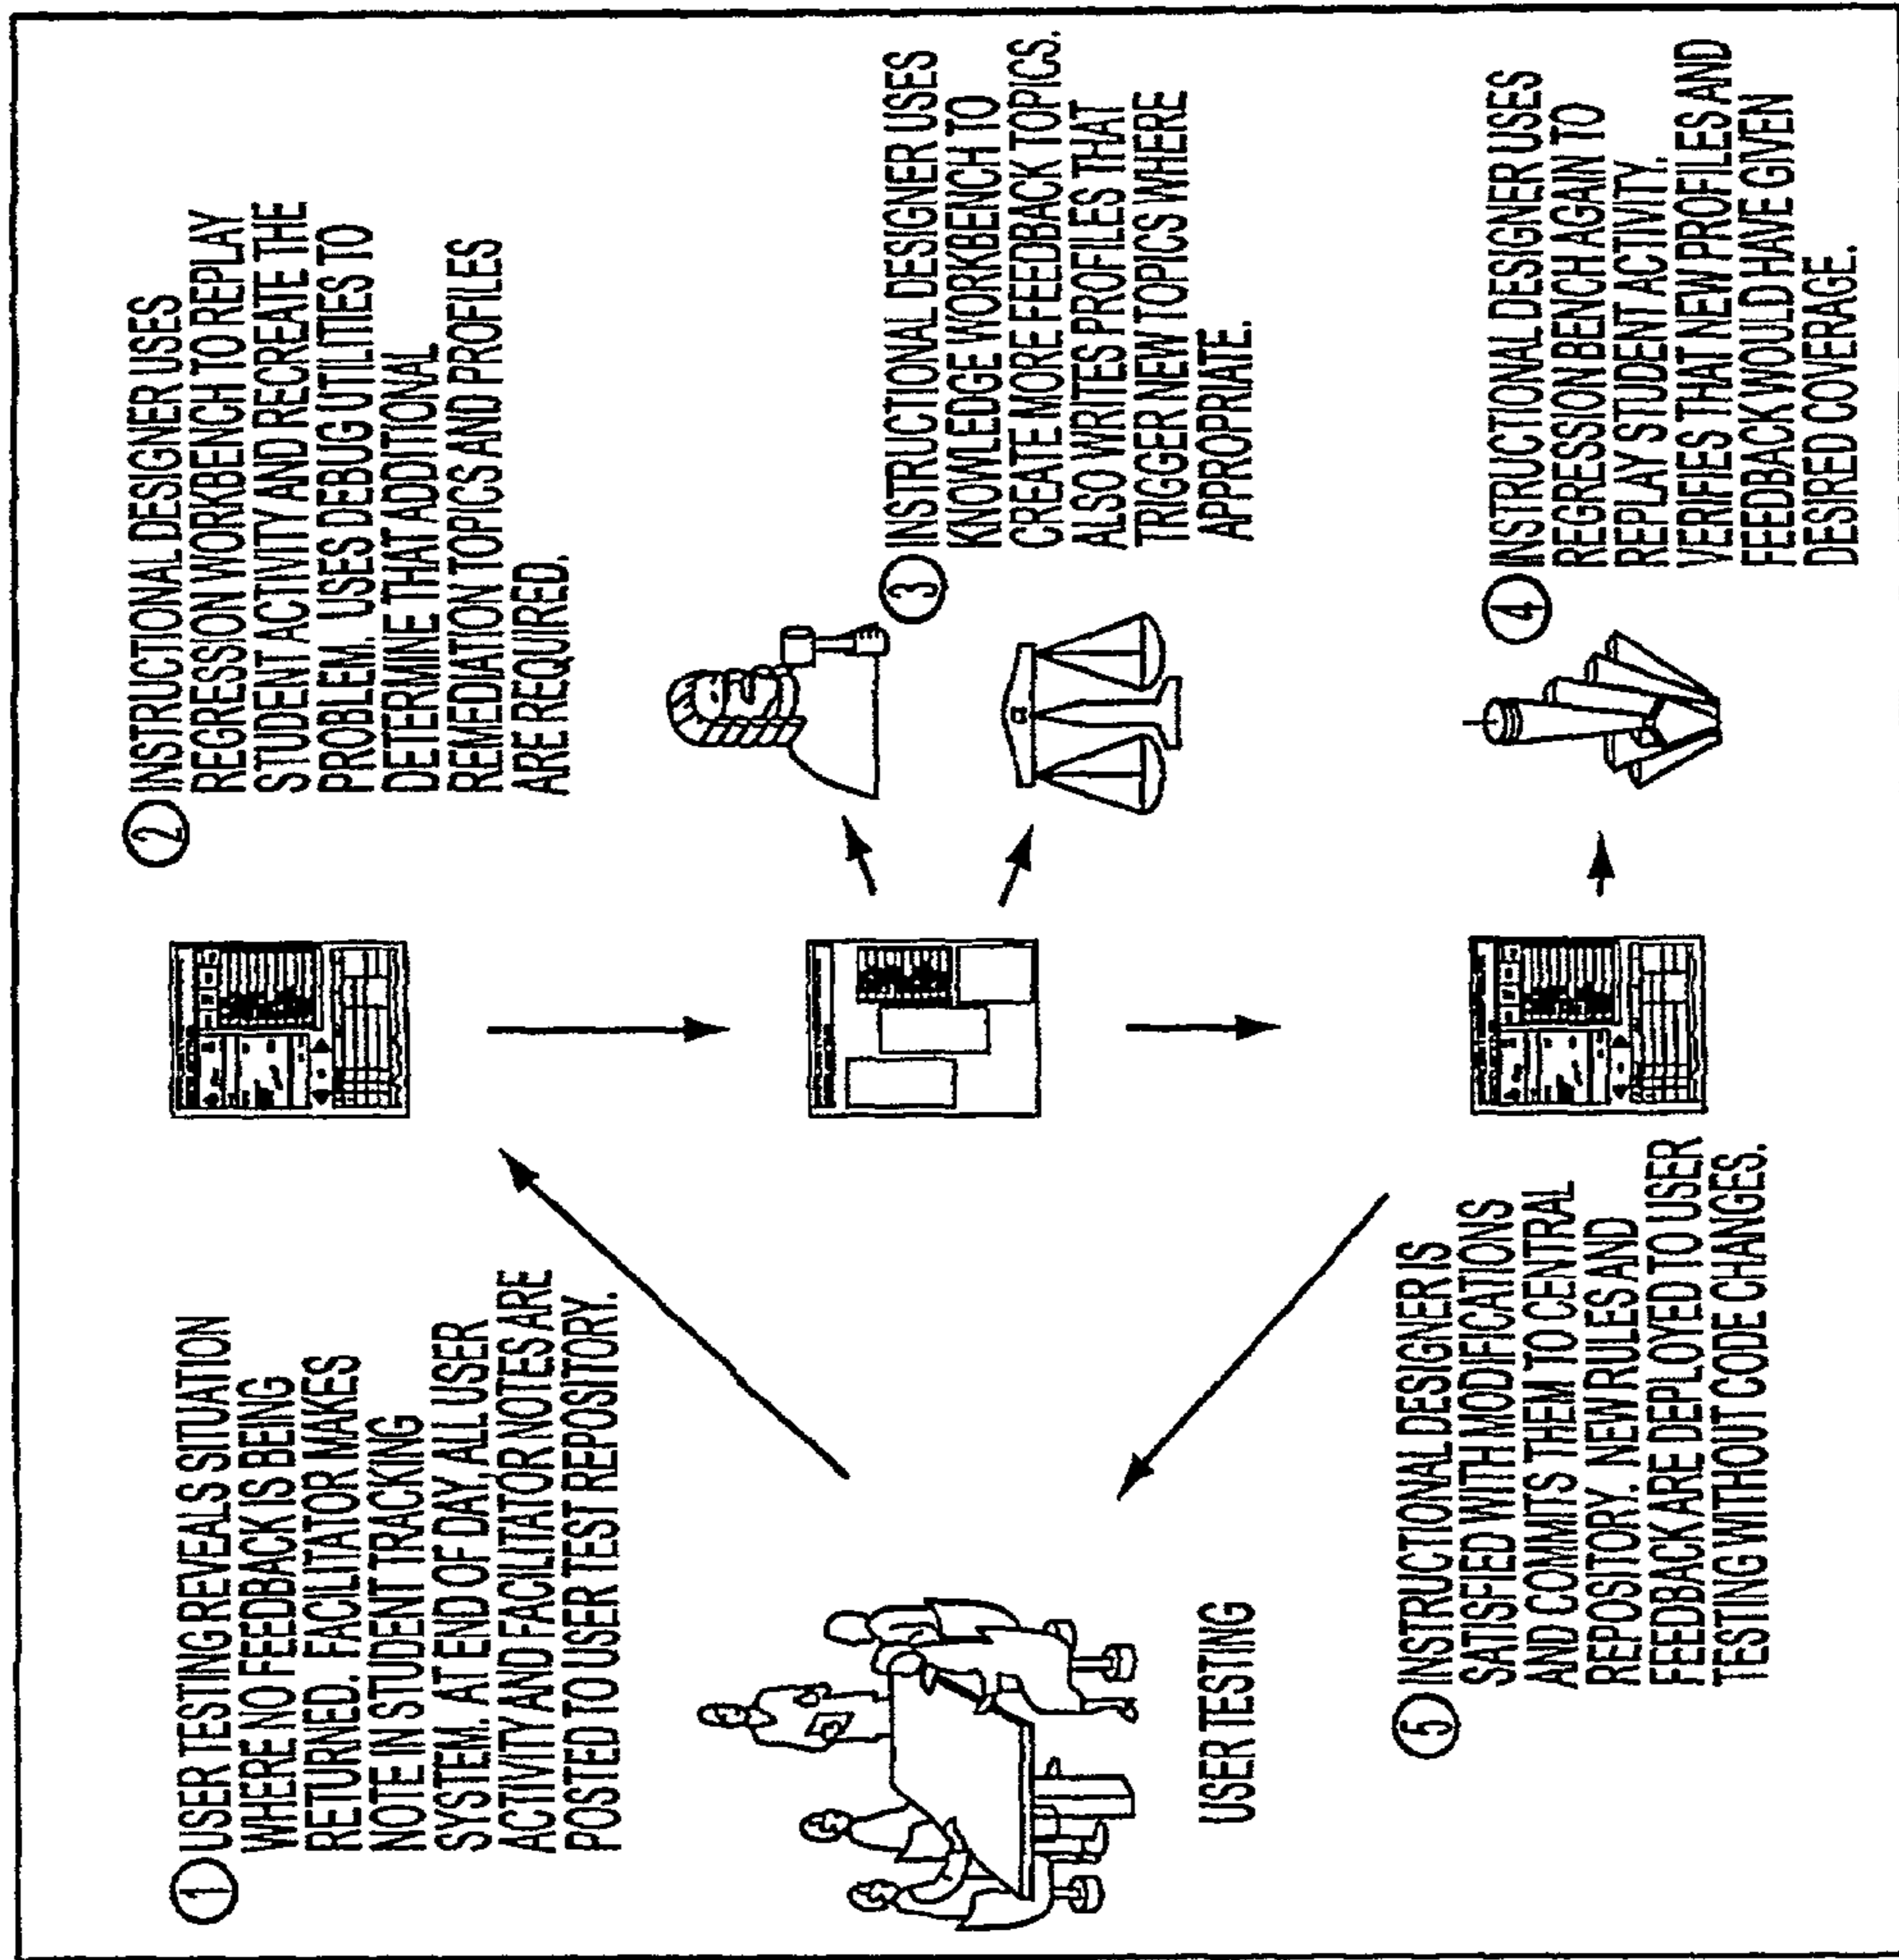 ① USER TESTING REVEALS SITUATION
WHERE NO FEEDBACK IS BEING
RETURNED. FACILITATOR MAKES
NOTE IN STUDENT TRACKING
SYSTEM. AT END OF DAY, ALL USER
ACTIVITY AND FACILITATOR NOTES ARE
POSTED TO USER TEST REPOSITORY.
② INSTRUCTIONAL DESIGNER USES
REGRESSION WORKBENCH TO REPLAY
STUDENT ACTIVITY AND RECREATE THE
PROBLEM. USES DEBUG UTILITIES TO
DETERMINE THAT ADDITIONAL
REMEDIATION TOPICS AND PROFILES
ARE REQUIRED.
③ INSTRUCTIONAL DESIGNER USES
KNOWLEDGE WORKBENCH TO
CREATE MORE FEEDBACK TOPICS.
ALSO WRITES PROFILES THAT
TRIGGER NEW TOPICS WHERE
APPROPRIATE.
USER TESTING
④ INSTRUCTIONAL DESIGNER USES
REGRESSION BENCH AGAIN TO
REPLAY STUDENT ACTIVITY.
VERIFIES THAT NEW PROFILES AND
FEEDBACK WOULD HAVE GIVEN
DESIRED COVERAGE.
⑤ INSTRUCTIONAL DESIGNER IS
SATISFIED WITH MODIFICATIONS
AND COMMITS THEM TO CENTRAL
REPOSITORY. NEW RULES AND
FEEDBACK ARE DEPLOYED TO USER
TESTING WITHOUT CODE CHANGES.